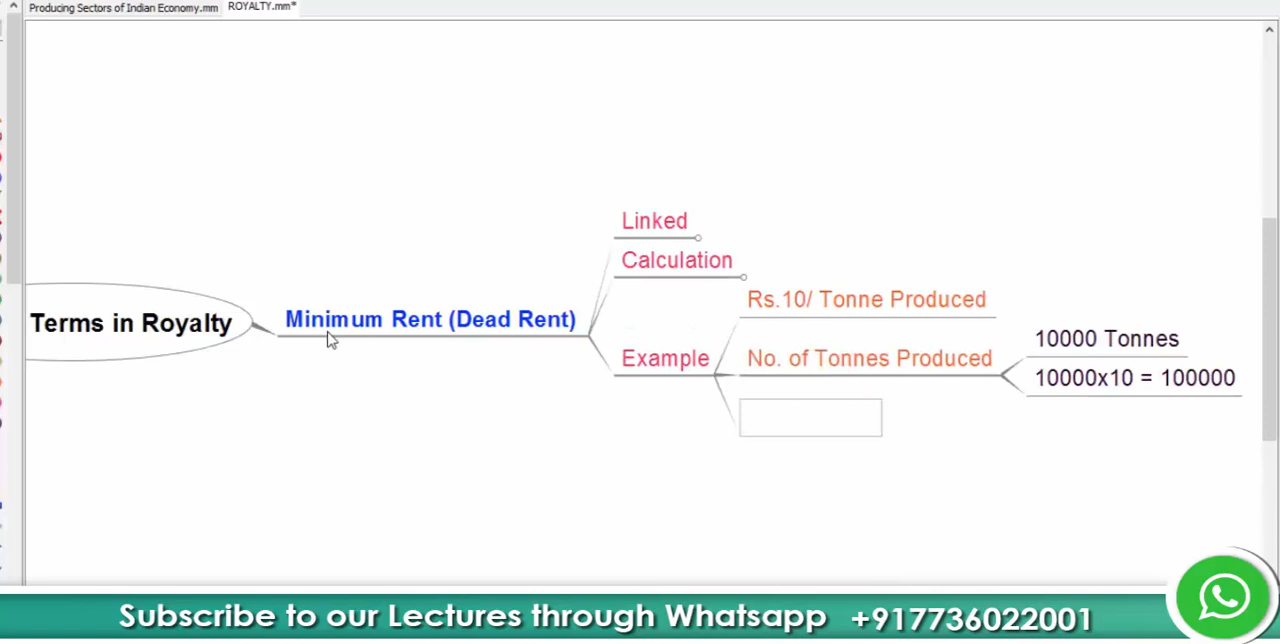 Producing Sectors of Indian Economy.mm ROYALTY.mm*
Linked
Calculation
Rs.10/ Tonne Produced
Terms in Royalty
Minimum Rent (Dead Rent)
Example
No. of Tonnes Produced
10000 Tonnes
10000x10 = 100000
Subscribe to our Lectures through Whatsapp +917736022001